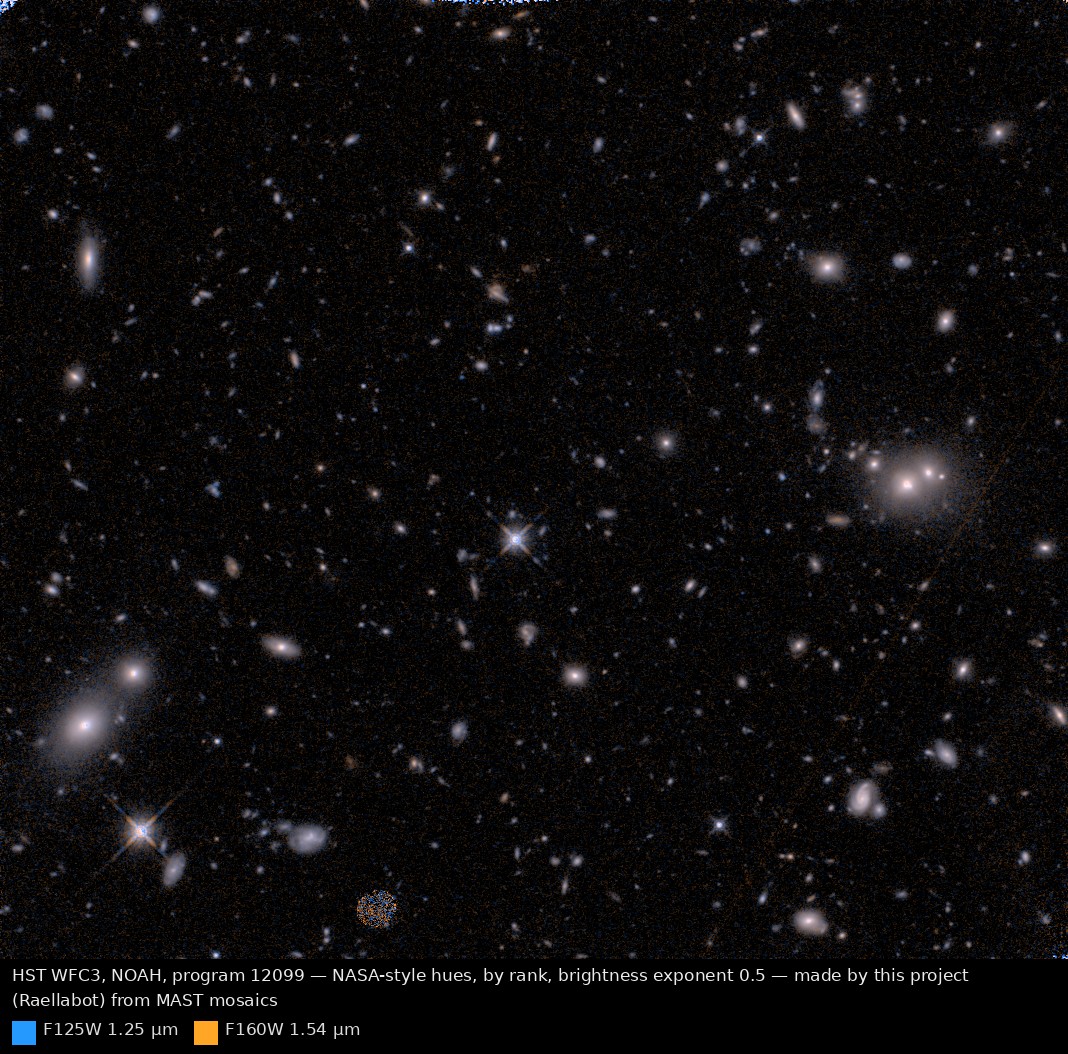 HST WFC3, NOAH, program 12099 — NASA-style hues, by rank, brightness exponent 0.5 — made by this project
(Raellabot) from MAST mosaics
F125W 1.25 µm F160W 1.54 µm